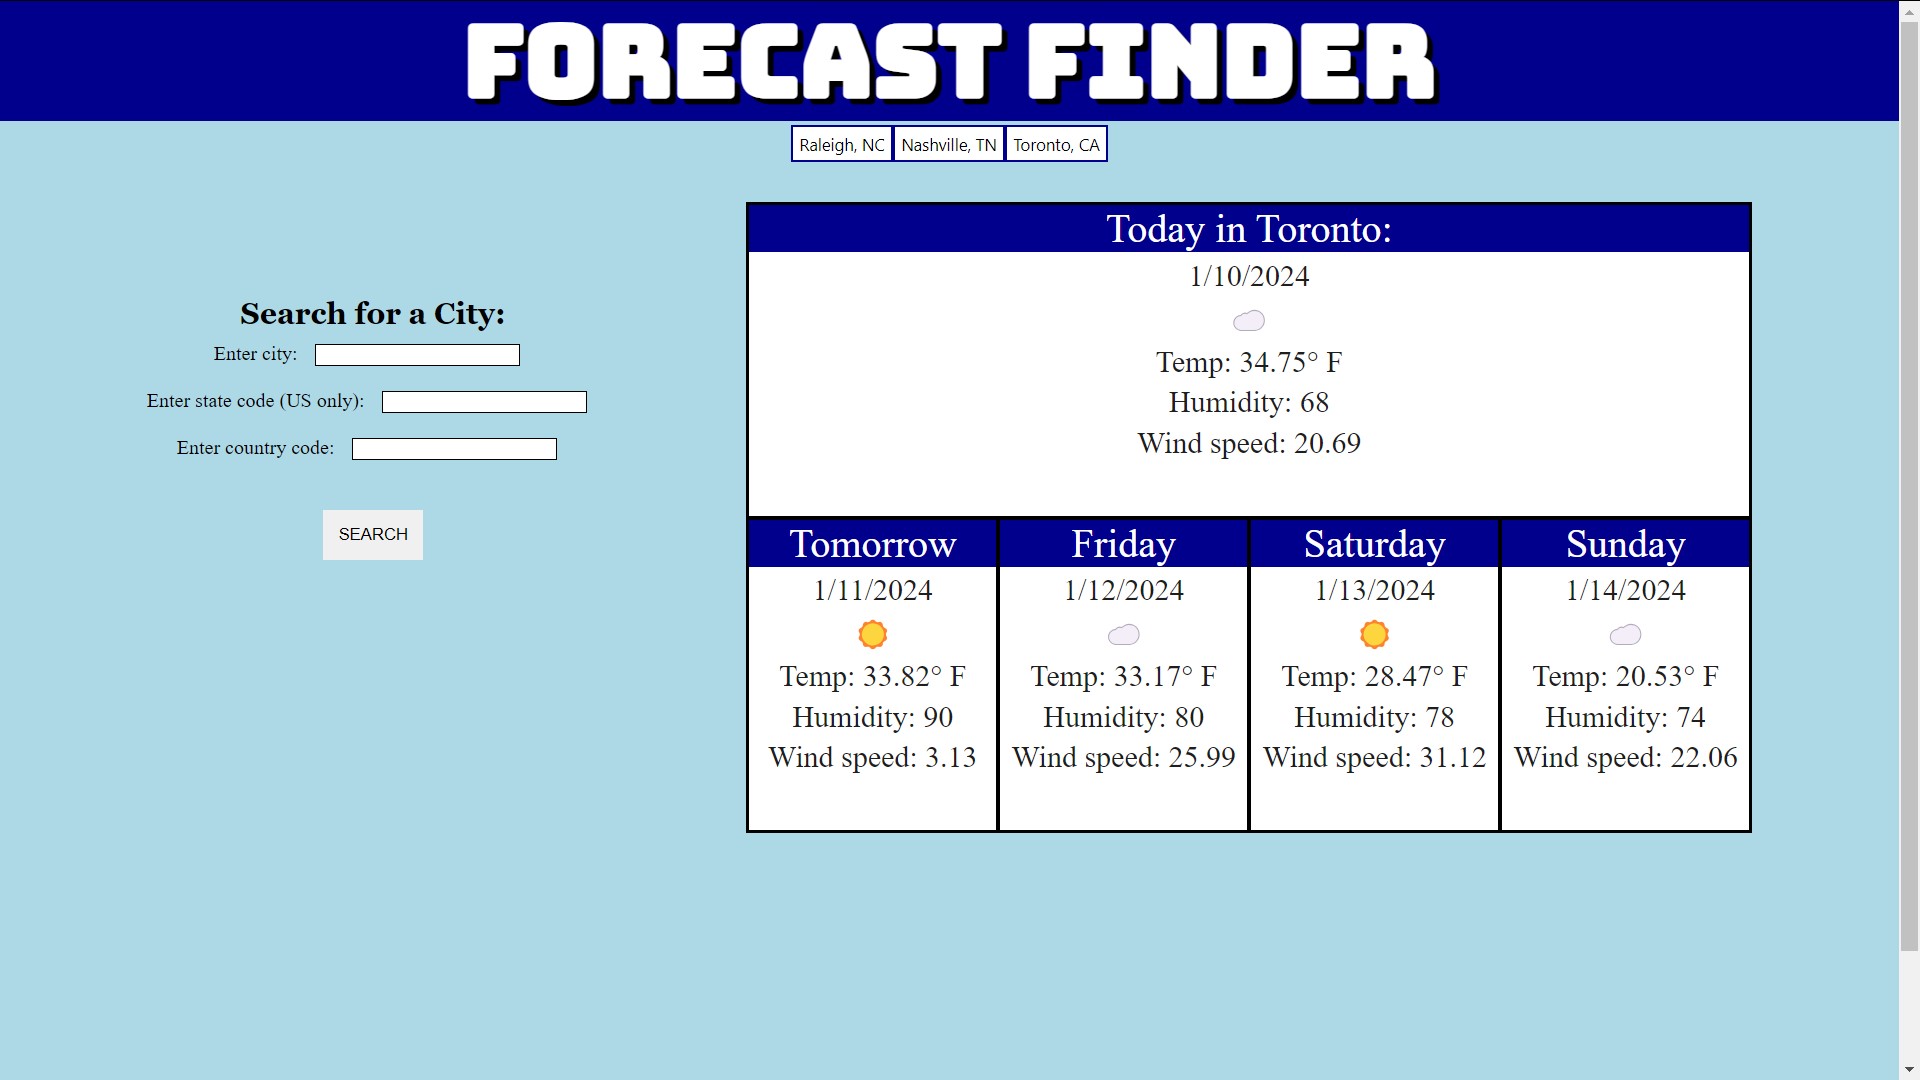 FORECAST FINDER
Raleigh, NC
Nashville, TN
Toronto, CA
Search for a City:
Enter city:
Enter state code (US only):
Enter country code:
SEARCH
Today in Toronto:
1/10/2024
Temp: 34.75° F
Humidity: 68
Wind speed: 20.69
Tomorrow
1/11/2024
Temp: 33.82° F
Humidity: 90
Wind speed: 3.13
Friday
1/12/2024
Temp: 33.17° F
Humidity: 80
Wind speed: 25.99
Saturday
1/13/2024
Temp: 28.47° F
Humidity: 78
Wind speed: 31.12
Sunday
1/14/2024
Temp: 20.53° F
Humidity: 74
Wind speed: 22.06